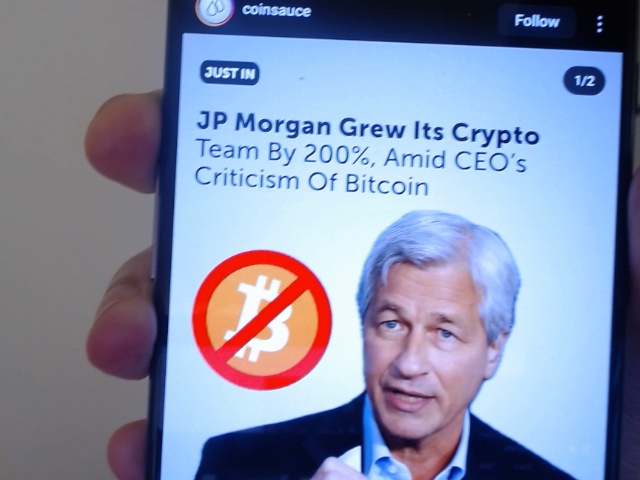 coinsauce
Follow
JUST IN
1/2
JP Morgan Grew Its Crypto
Team By 200%, Amid CEO's
Criticism Of Bitcoin